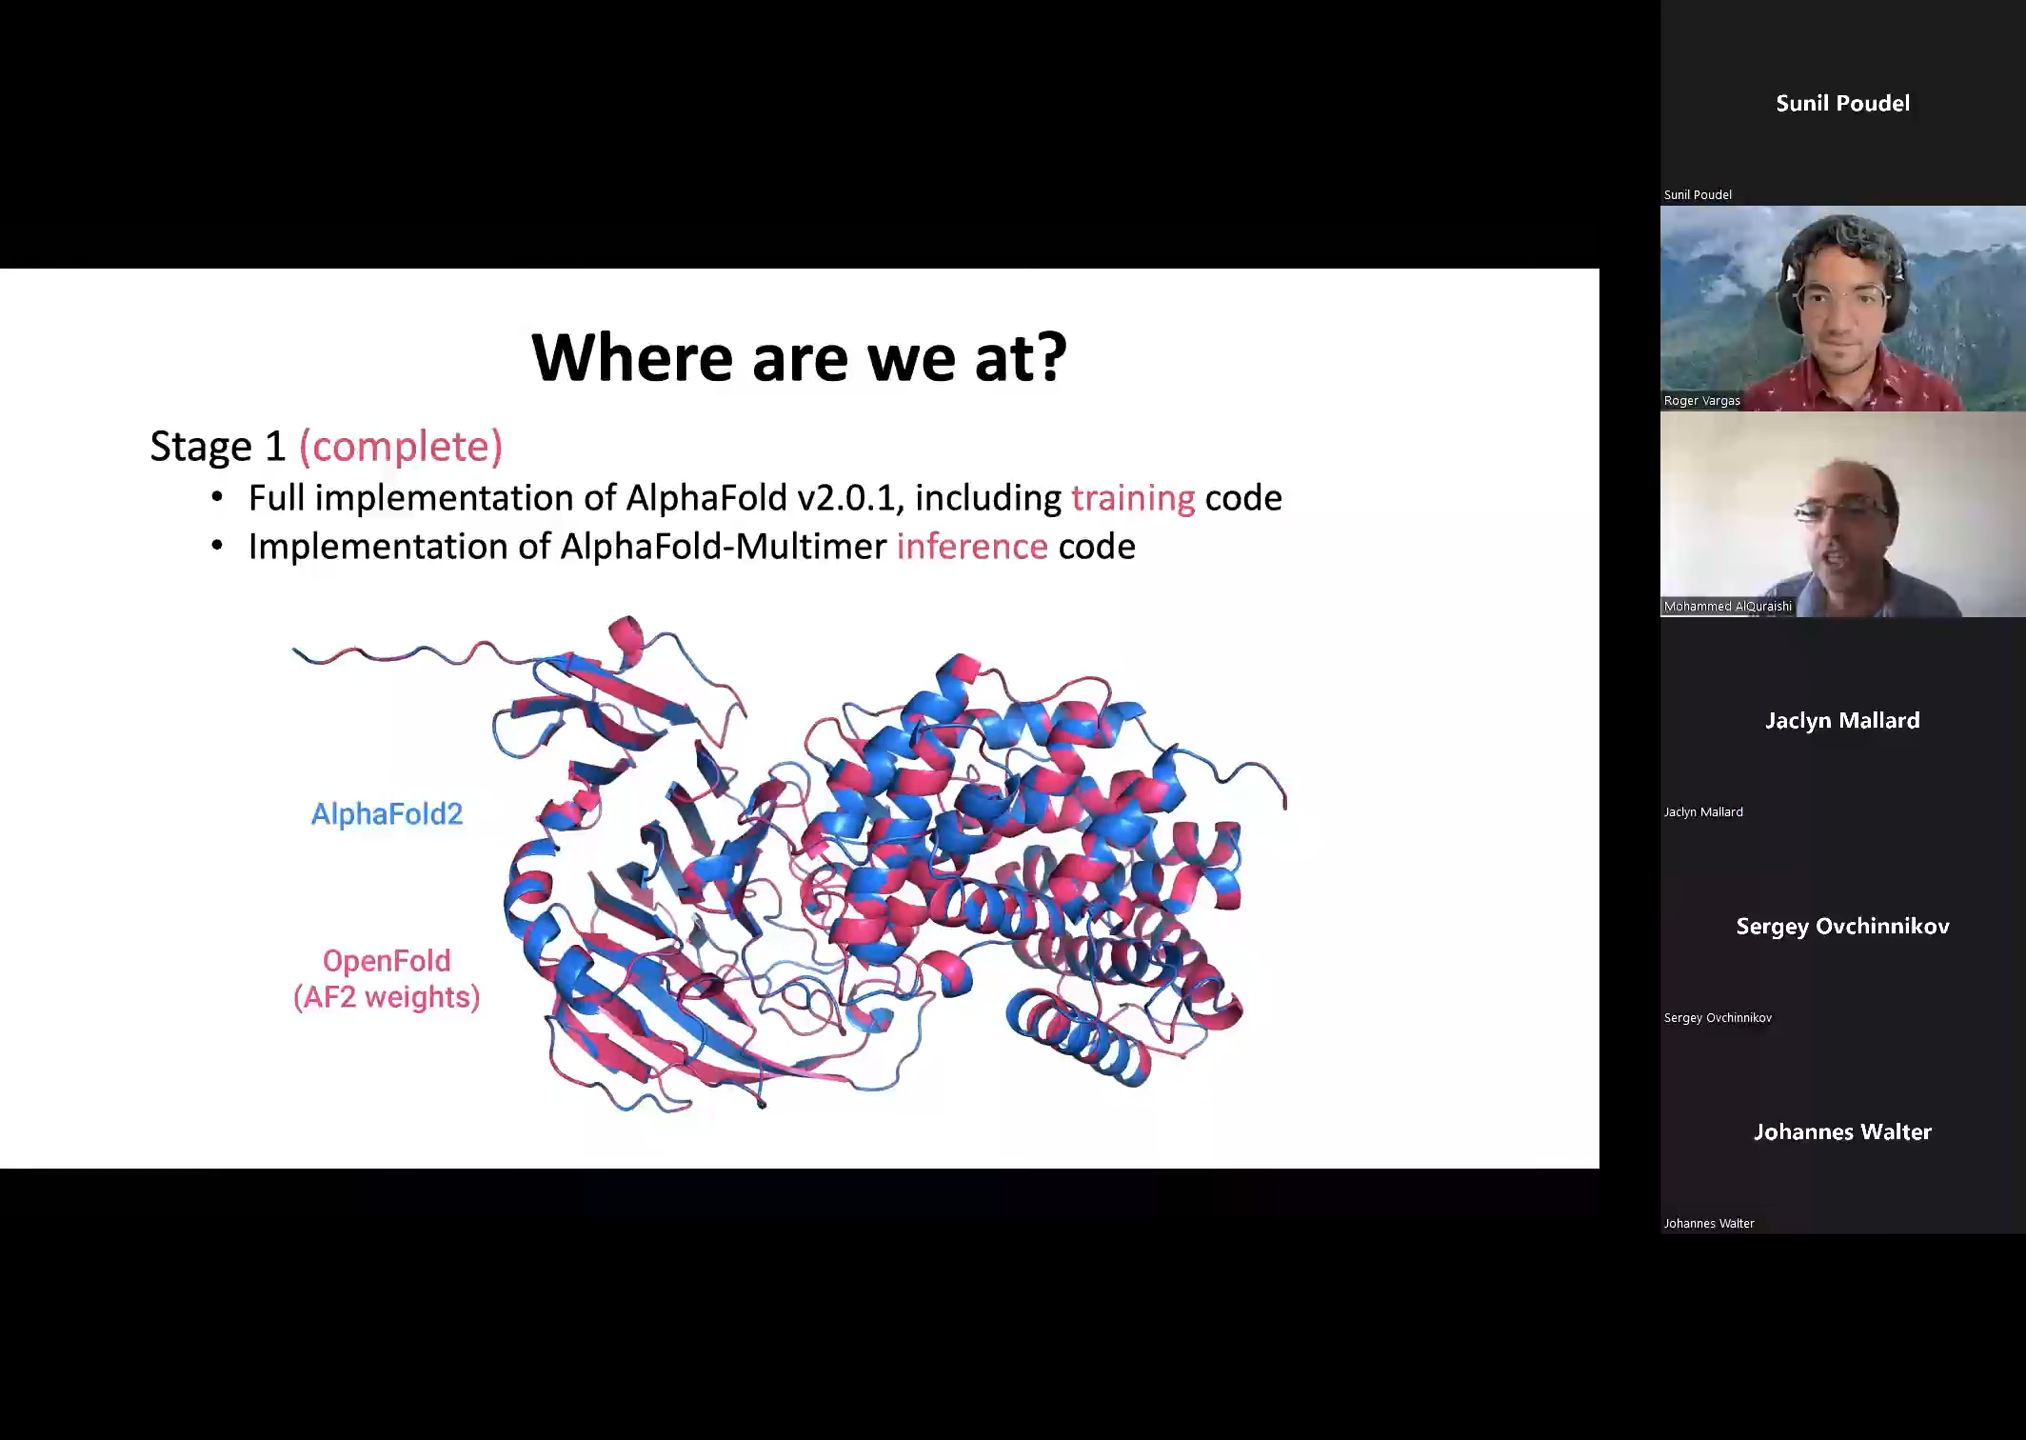 Where are we at?
Stage 1 (complete)
• Full implementation of AlphaFold v2.0.1, including training code
• Implementation of AlphaFold-Multimer inference code
AlphaFold2
OpenFold
(AF2 weights)
Sunil Poudel
Sunil Poudel
Roger Vargas
Mohammed AlQuraishi
Jaclyn Mallard
Jaclyn Mallard
Sergey Ovchinnikov
Sergey Ovchinnikov
Johannes Walter
Johannes Walter